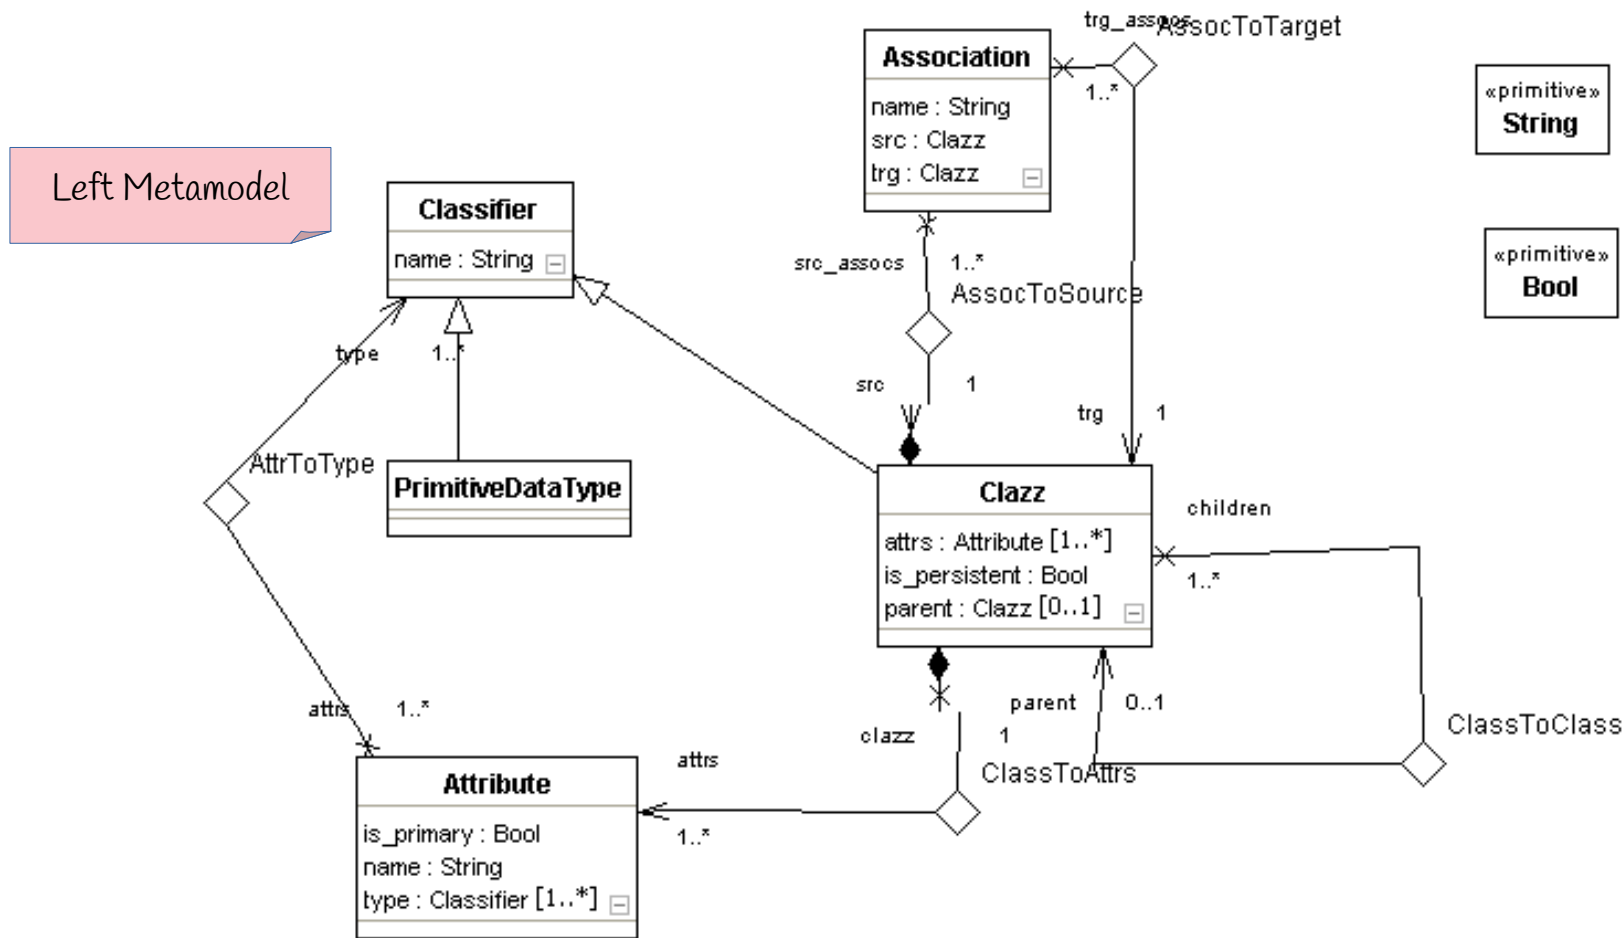 trg_assocs
AssocToTarget
Association
name : String
src : Clazz
trg : Clazz
1..*
«primitive»
String
Left Metamodel
Classifier
name : String
«primitive»
Bool
src_assocs
1..*
AssocToSource
type
1..*
src
1
trg
1
AttrToType
PrimitiveDataType
Clazz
attrs : Attribute [1..*]
is_persistent : Bool
parent : Clazz [0..1]
children
1..*
attrs
1..*
clazz
1
parent
0..1
ClassToClass
attrs
1..*
ClassToAttrs
Attribute
is_primary : Bool
name : String
type : Classifier [1..*]